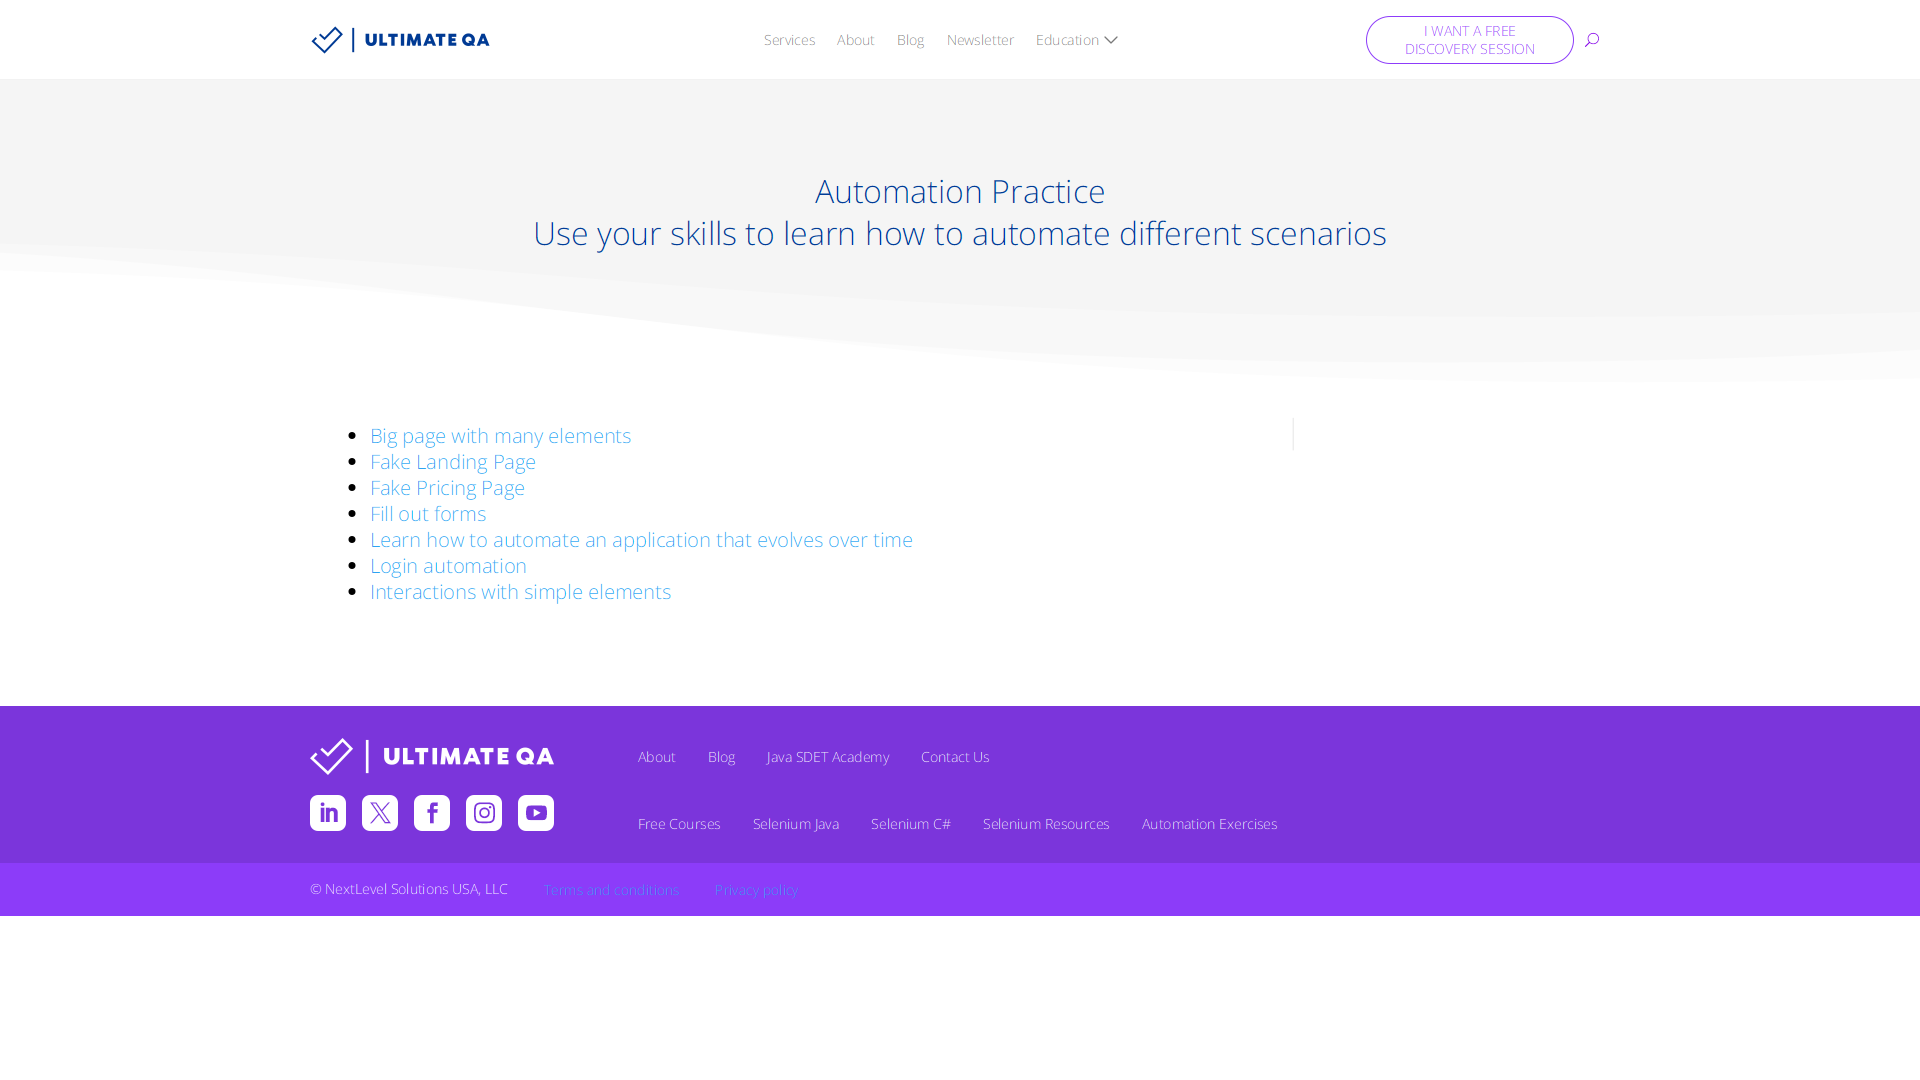 ULTIMATE QA
Services About Blog Newsletter Education
I WANT A FREE
DISCOVERY SESSION
Automation Practice
Use your skills to learn how to automate different scenarios
Big page with many elements
Fake Landing Page
Fake Pricing Page
Fill out forms
Learn how to automate an application that evolves over time
Login automation
Interactions with simple elements
ULTIMATE QA
About Blog Java SDET Academy Contact Us
Free Courses Selenium Java Selenium C# Selenium Resources Automation Exercises
© NextLevel Solutions USA, LLC Terms and conditions Privacy policy